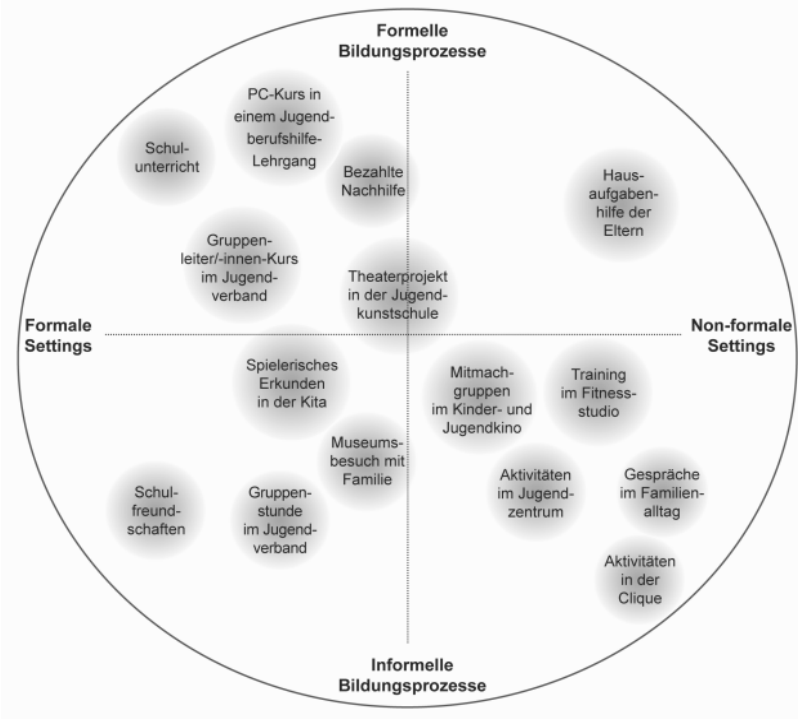 Formelle
Bildungsprozesse
PC-Kurs in
einem Jugend-
berufshilfe-
Lehrgang
Schul-
unterricht
Bezahlte
Nachhilfe
Haus-
aufgaben-
hilfe der
Eltern
Gruppen-
leiter/-innen-Kurs
im Jugend-
verband
Theaterprojekt
in der Jugend-
kunstschule
Formale
Settings
Non-formale
Settings
Spielerisches
Erkunden
in der Kita
Mitmach-
gruppen
im Kinder- und
Jugendkino
Training
im Fitness-
studio
Museums-
besuch mit
Familie
Schul-
freund-
schaften
Gruppen-
stunde
im Jugend-
verband
Aktivitäten
im Jugend-
zentrum
Gespräche
im Familien-
alltag
Aktivitäten
in der
Clique
Informelle
Bildungsprozesse